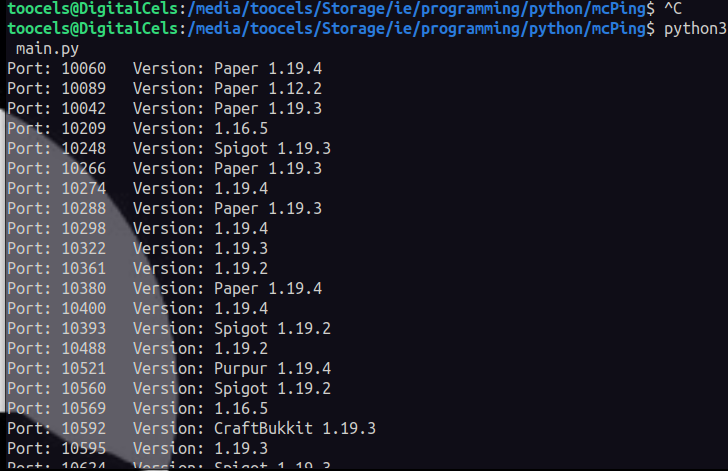 toocels@DigitalCels:/media/toocels/Storage/ie/programming/python/mcPing$ ^C
toocels@DigitalCels:/media/toocels/Storage/ie/programming/python/mcPing$ python3
main.py
Port: 10060 Version: Paper 1.19.4
Port: 10089 Version: Paper 1.12.2
Port: 10042 Version: Paper 1.19.3
Port: 10209 Version: 1.16.5
Port: 10248 Version: Spigot 1.19.3
Port: 10266 Version: Paper 1.19.3
Port: 10274 Version: 1.19.4
Port: 10288 Version: Paper 1.19.3
Port: 10298 Version: 1.19.4
Port: 10322 Version: 1.19.3
Port: 10361 Version: 1.19.2
Port: 10380 Version: Paper 1.19.4
Port: 10400 Version: 1.19.4
Port: 10393 Version: Spigot 1.19.2
Port: 10488 Version: 1.19.2
Port: 10521 Version: Purpur 1.19.4
Port: 10560 Version: Spigot 1.19.2
Port: 10569 Version: 1.16.5
Port: 10592 Version: CraftBukkit 1.19.3
Port: 10595 Version: 1.19.3
Port: 10624 Version: Spigot 1.19.3